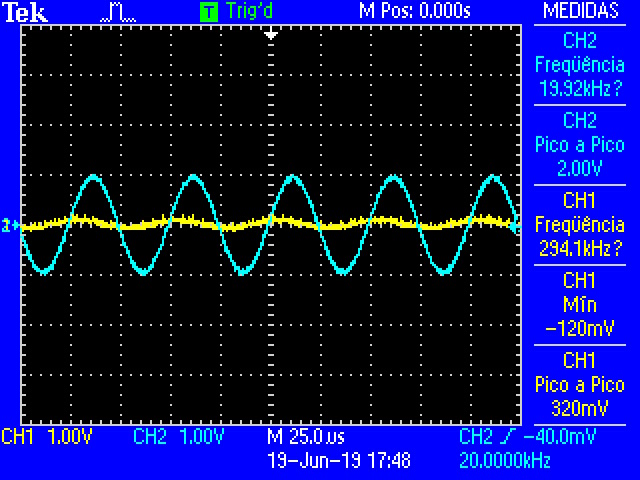 Tek T Trig'd M Pos: 0.000s MEDIDAS
CH2
Freqüência
19.92kHz?
CH2
Pico a Pico
2.00V
CH1
Freqüência
294.1kHz?
CH1
Mín
-120mV
CH1
Pico a Pico
320mV
CH1 1.00V CH2 1.00V M 25.0us CH2 -40.0mV
19-Jun-19 17:48 20.0000kHz